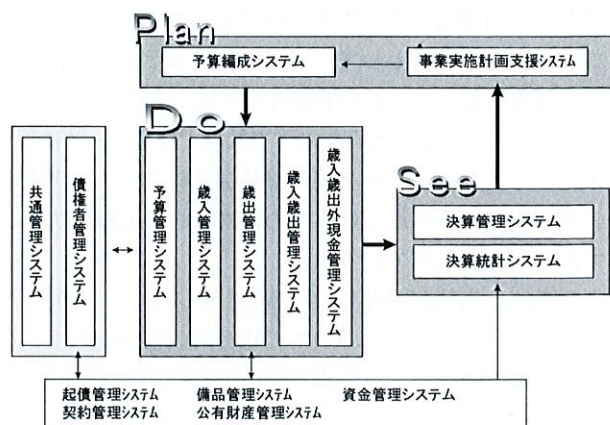 Plan
予算編成システム
事業実施計画支援システム
Do
共通管理システム
債権者管理システム
予算管理システム
歳入管理システム
歳出管理システム
歳入歳出管理システム
歳入歳出外現金管理システム
See
決算管理システム
決算統計システム
起債管理システム 備品管理システム 資金管理システム
契約管理システム 公有財産管理システム